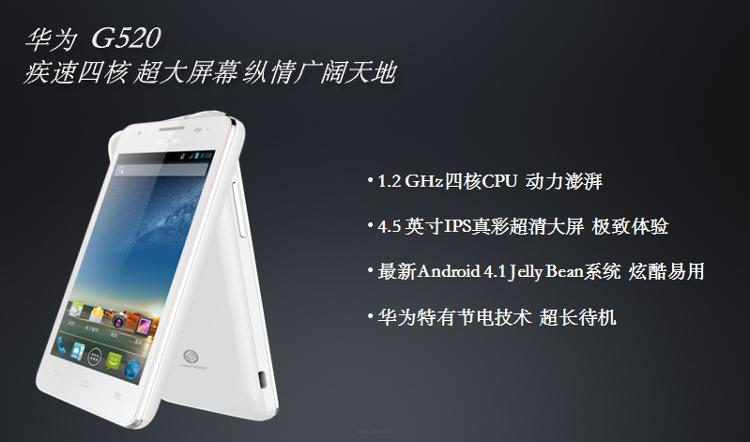 华为 G520
疾速四核 超大屏幕 纵情广阔天地
• 1.2 GHz四核CPU 动力澎湃
• 4.5 英寸IPS真彩超清大屏 极致体验
• 最新Android 4.1 Jelly Bean系统 炫酷易用
• 华为特有节电技术 超长待机